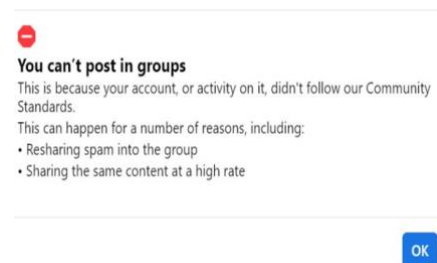 You can't post in groups
This is because your account, or activity on it, didn't follow our Community
Standards.
This can happen for a number of reasons, including:
• Resharing spam into the group
• Sharing the same content at a high rate
OK